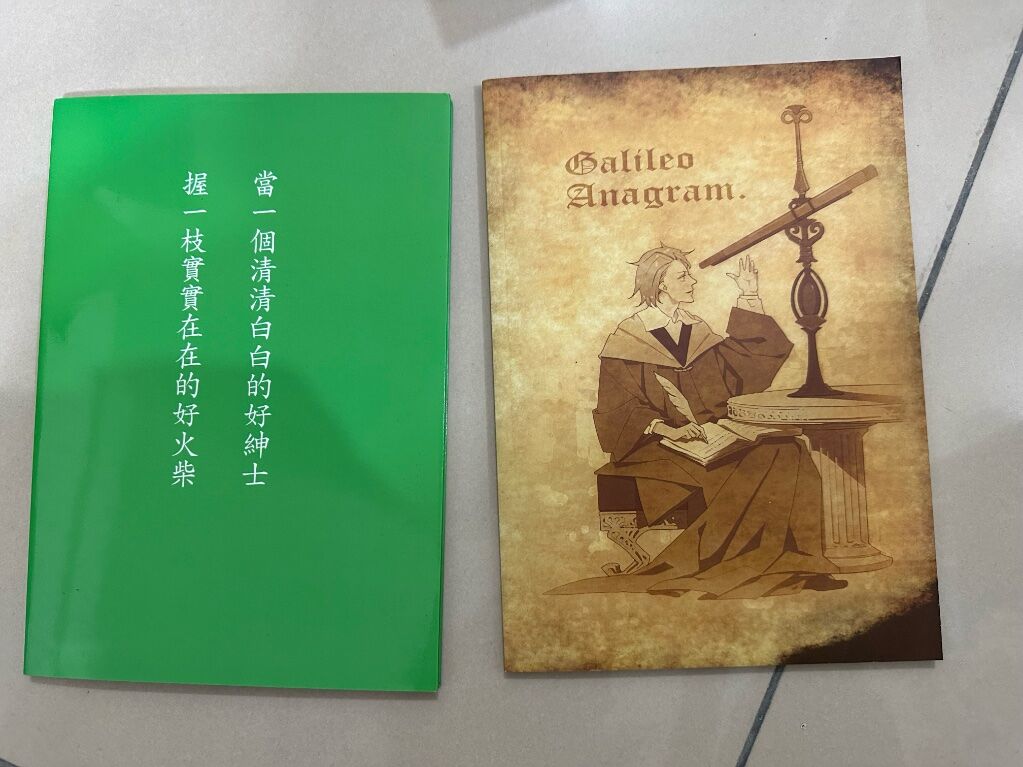 當一個清清白白的好紳士
握一枝實實在在的好火柴
Galileo
Anagram.